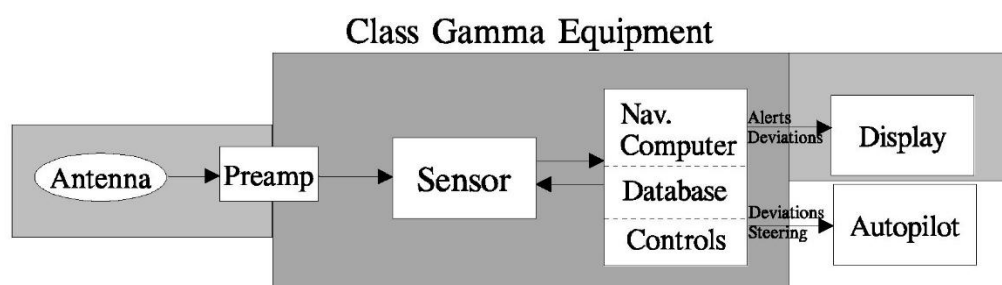 Class Gamma Equipment
Antenna
Preamp
Sensor
Nav.
Computer
Database
Controls
Alerts
Deviations
Display
Deviations
Steering
Autopilot